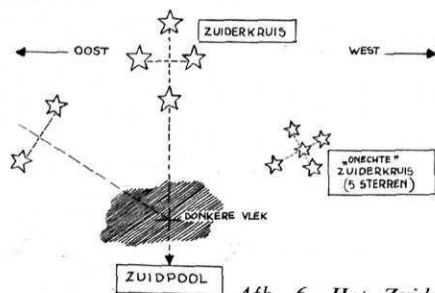 ZUIDERKRUIS
OOST
WEST
„ONECHTE"
ZUIDERKRUIS
(5 STERREN)
DONKERE VLEK
ZUIDPOOL
Afb. 6. Het Zuid